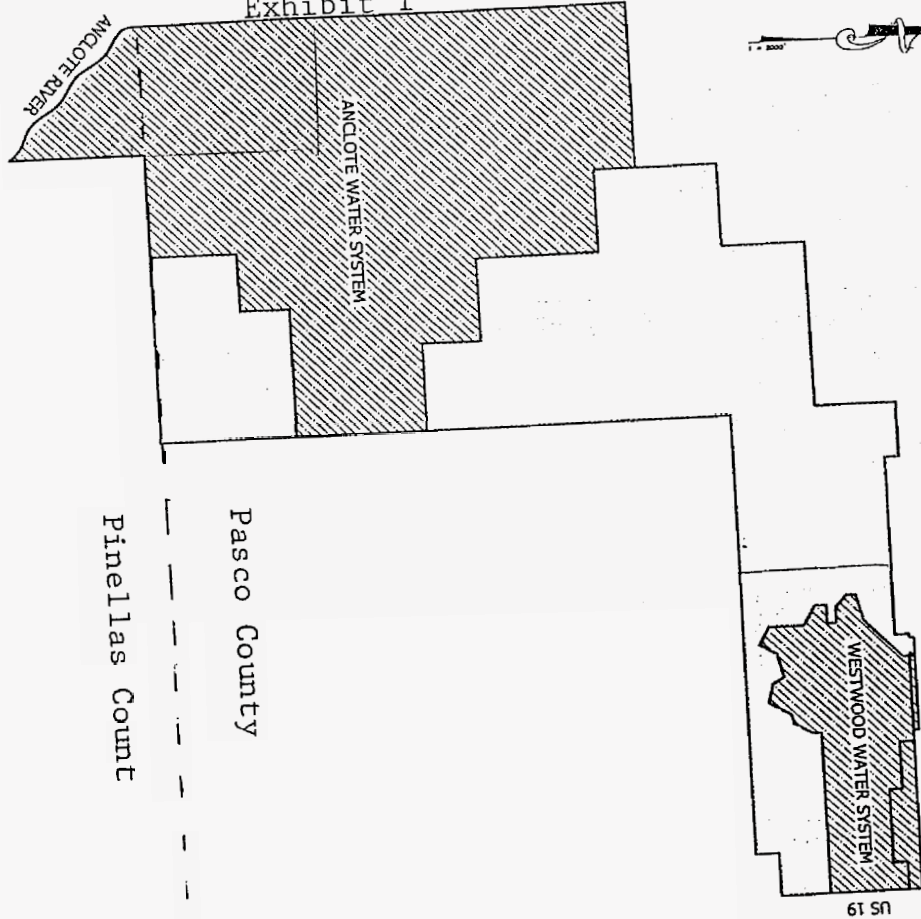 Exhibit 1
ANCLOTE RIVER
ANCLOTE WATER SYSTEM
Pasco County
Pinellas Count
WESTWOOD WATER SYSTEM
US 19